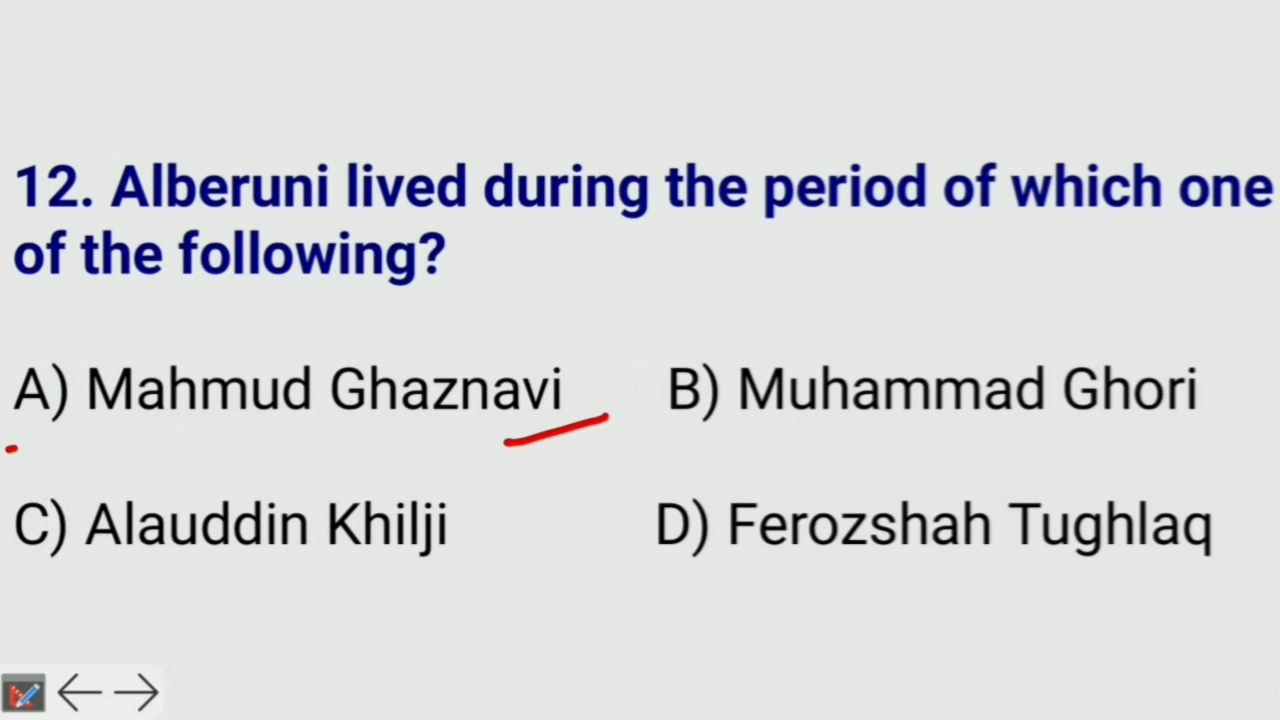 12. Alberuni lived during the period of which one
of the following?
A) Mahmud Ghaznavi B) Muhammad Ghori
C) Alauddin Khilji D) Ferozshah Tughlaq